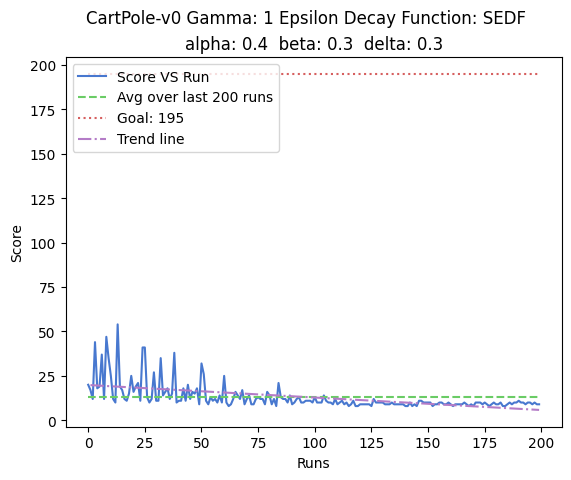 CartPole-v0 Gamma: 1 Epsilon Decay Function: SEDF
alpha: 0.4 beta: 0.3 delta: 0.3
Score VS Run
Avg over last 200 runs
Goal: 195
Trend line
Score
200
175
150
125
100
75
50
25
0
0 25 50 75 100 125 150 175 200
Runs